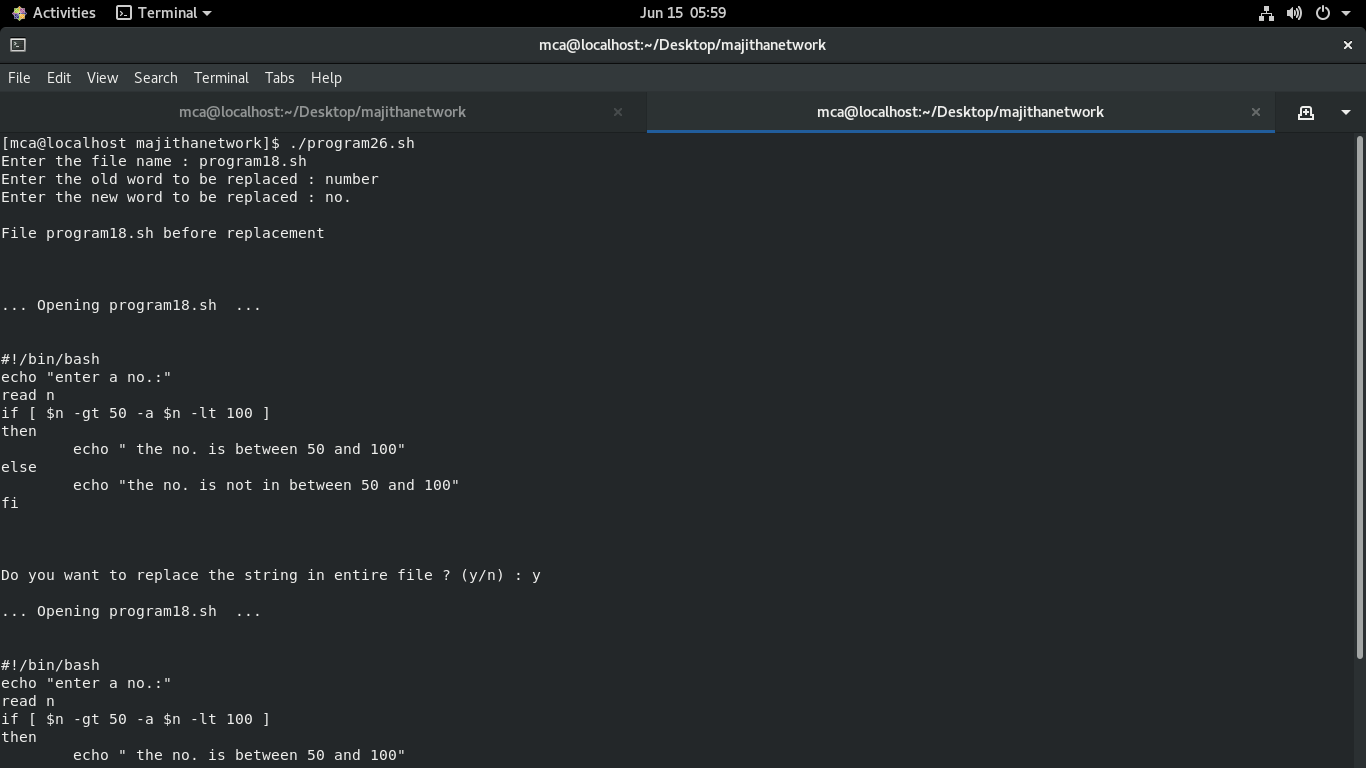 Activities Terminal Jun 15 05:59
mca@localhost:~/Desktop/majithanetwork
File Edit View Search Terminal Tabs Help
mca@localhost:~/Desktop/majithanetwork mca@localhost:~/Desktop/majithanetwork
[mca@localhost majithanetwork]$ ./program26.sh
Enter the file name : program18.sh
Enter the old word to be replaced : number
Enter the new word to be replaced : no.
File program18.sh before replacement
... Opening program18.sh  ...
#!/bin/bash
echo "enter a no.:"
read n
if [ $n -gt 50 -a $n -lt 100 ]
then
        echo " the no. is between 50 and 100"
else
        echo "the no. is not in between 50 and 100"
fi
Do you want to replace the string in entire file ? (y/n) : y
... Opening program18.sh  ...
#!/bin/bash
echo "enter a no.:"
read n
if [ $n -gt 50 -a $n -lt 100 ]
then
        echo " the no. is between 50 and 100"